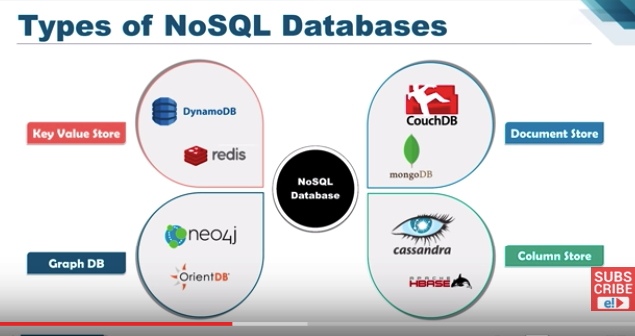 Types of NoSQL Databases
Key Value Store
DynamoDB
redis
CouchDB
mongoDB
Document Store
NoSQL
Database
Graph DB
neo4j
OrientDB
cassandra
APACHE
HBASE
Column Store
SUBS
CRIBE
e!